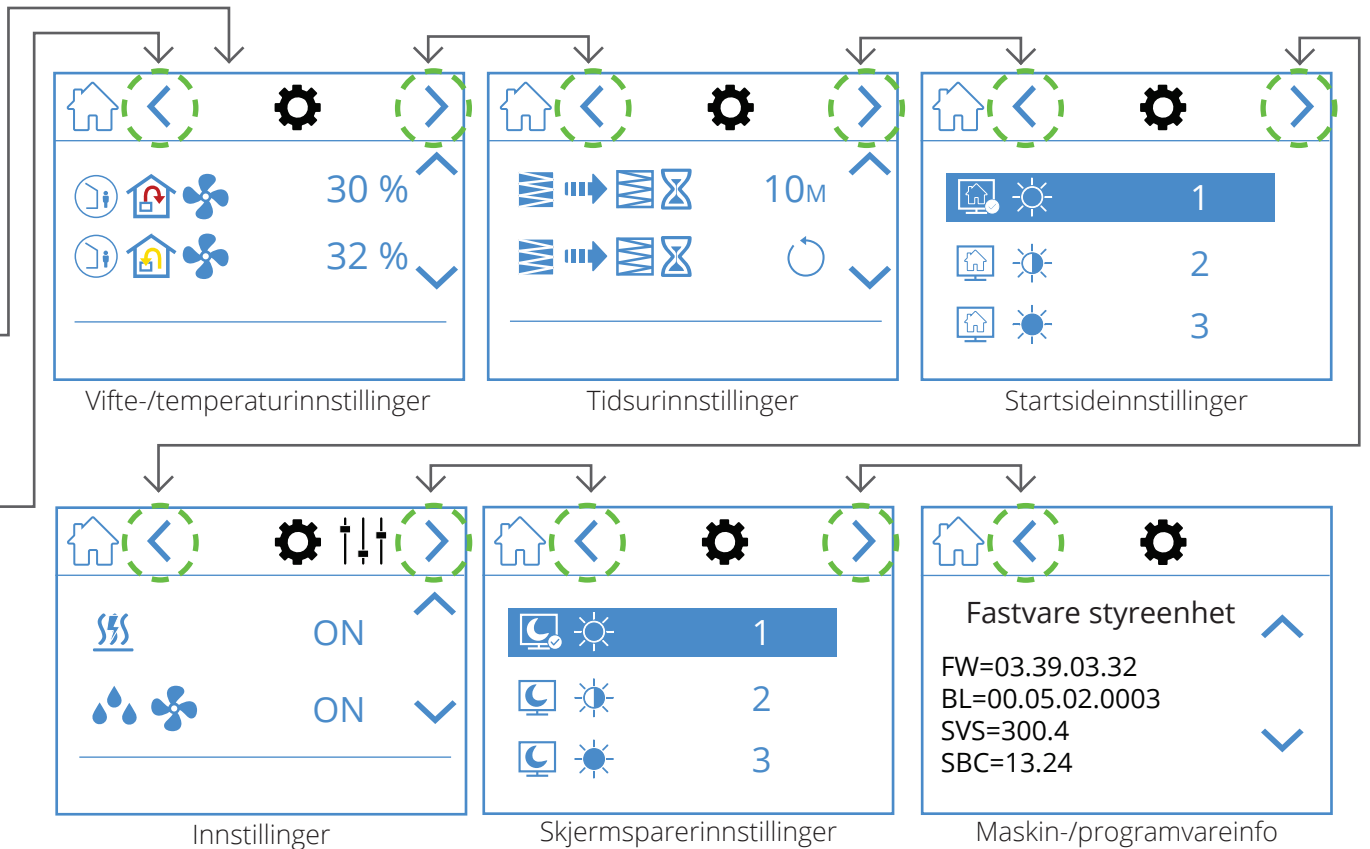 30 %
32 %
Vifte-/temperaturinnstillinger
10M
Tidsurinnstillinger
1
2
3
Startsideinnstillinger
ON
ON
Innstillinger
1
2
3
Skjermsparerinnstillinger
Fastvare styreenhet
FW=03.39.03.32
BL=00.05.02.0003
SVS=300.4
SBC=13.24
Maskin-/programvareinfo